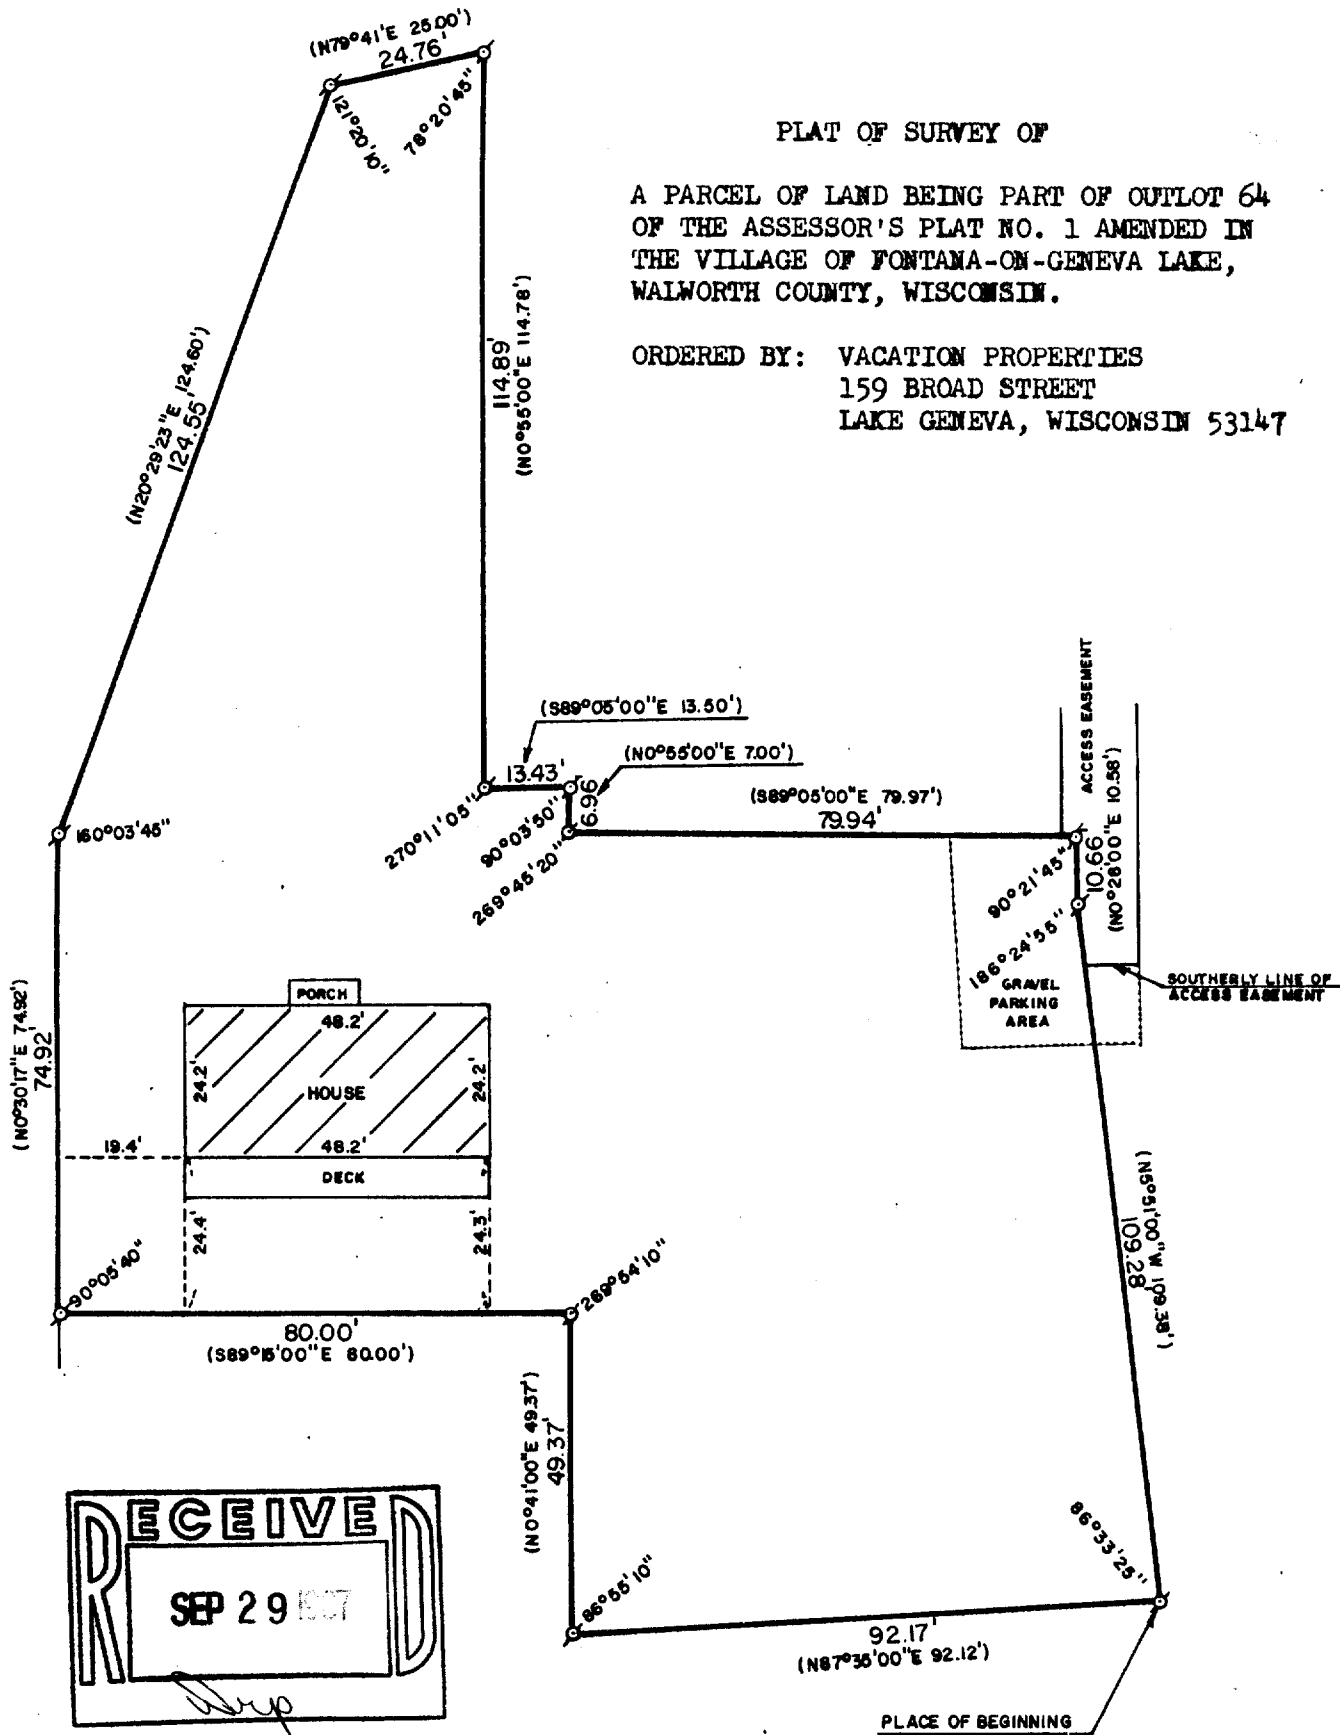 (N79°41'E 25.00')
24.76'
121°20'10"
78°20'45"
PLAT OF SURVEY OF
A PARCEL OF LAND BEING PART OF OUTLOT 64
OF THE ASSESSOR'S PLAT NO. 1 AMENDED IN
THE VILLAGE OF FONTANA-ON-GENEVA LAKE,
WALWORTH COUNTY, WISCONSIN.
ORDERED BY: VACATION PROPERTIES
159 BROAD STREET
LAKE GENEVA, WISCONSIN 53147
(N20°29'23"E 124.60')
124.55'
114.89'
(N0°55'00"E 114.78')
(S89°05'00"E 13.50')
13.43'
(N0°55'00"E 7.00')
6.96
(S89°05'00"E 79.97')
79.94'
ACCESS EASEMENT
160°03'45"
270°11'05"
90°03'50"
269°45'20"
90°21'45"
10.66
(N0°26'00"E 10.58')
186°24'55"
GRAVEL
PARKING
AREA
SOUTHERLY LINE OF
ACCESS EASEMENT
PORCH
48.2'
24.2'
HOUSE
24.2'
48.2'
DECK
(N0°30'17"E 74.92')
74.92'
19.4'
24.4'
24.3'
90°05'40"
269°54'10"
80.00'
(S89°15'00"E 80.00')
(N5°51'00"W 109.38')
109.28'
(N0°41'00"E 49.37')
49.37'
86°55'10"
86°33'25"
92.17'
(N87°35'00"E 92.12')
PLACE OF BEGINNING
RECEIVED
SEP 29